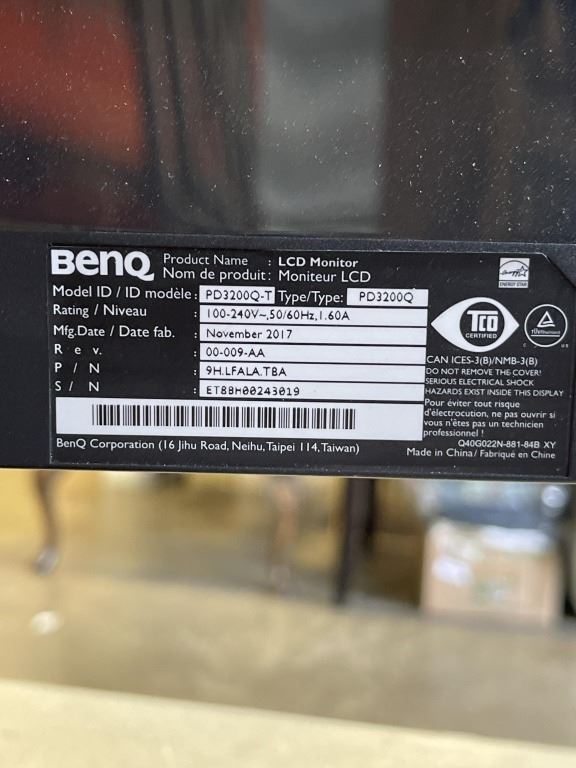 BenQ
Product Name : LCD Monitor
Nom de produit : Moniteur LCD
Model ID / ID modèle : PD3200Q-T Type/Type: PD3200Q
Rating / Niveau : 100-240V~,50/60Hz,1.60A
Mfg.Date / Date fab. : November 2017
R e v. : 00-009-AA
P / N : 9H.LFALA.TBA
S / N : ET8BH00243019
BenQ Corporation (16 Jihu Road, Neihu, Taipei 114, Taiwan)
ENERGY STAR
TCO
CERTIFIED
C US
CAN ICES-3(B)/NMB-3(B)
DO NOT REMOVE THE COVER!
SERIOUS ELECTRICAL SHOCK
HAZARDS EXIST INSIDE THIS DISPLAY
Pour éviter tout risque
d'électrocution, ne pas ouvrir si
vous n'êtes pas un technicien
professionnel !
Q40G022N-881-84B XY
Made in China / Fabriqué en Chine